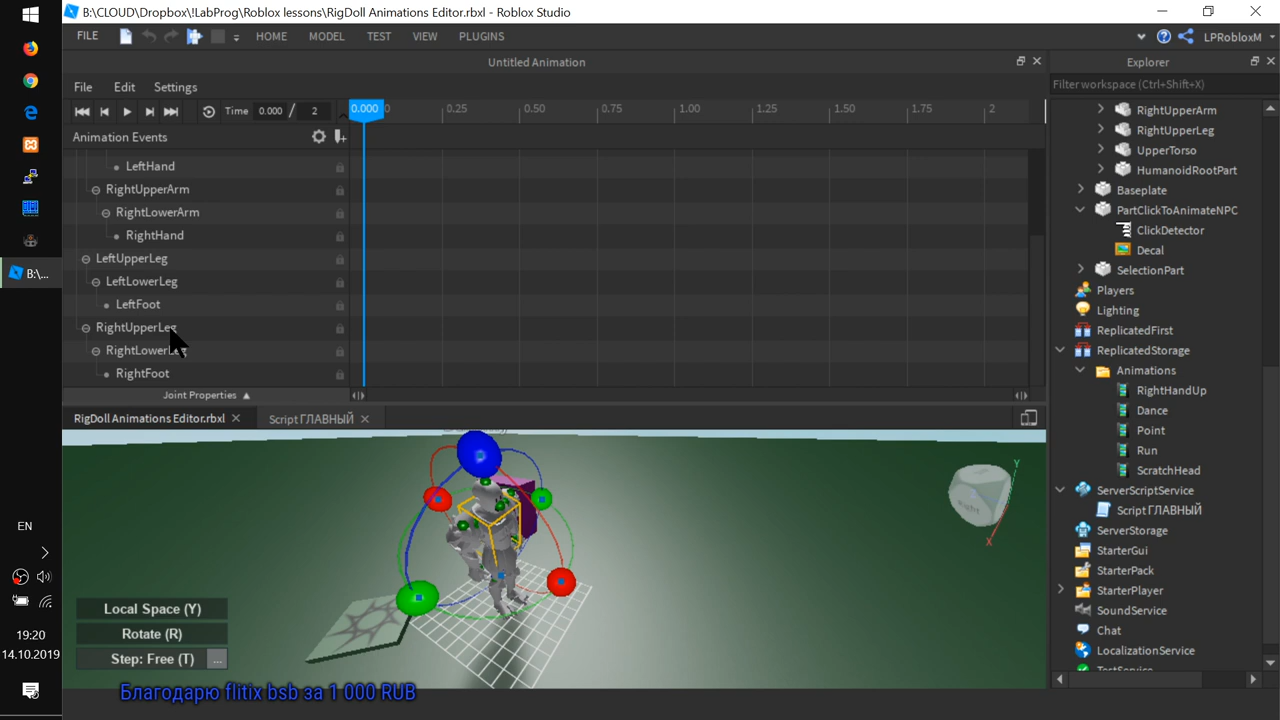 B:\CLOUD\Dropbox\!LabProg\Roblox lessons\RigDoll Animations Editor.rbxl - Roblox Studio
FILE HOME MODEL TEST VIEW PLUGINS LPRobloxM
Untitled Animation
Explorer
File Edit Settings
Filter workspace (Ctrl+Shift+X)
Time 0.000 / 2 0.000 0 0.25 0.50 0.75 1.00 1.25 1.50 1.75 2
Animation Events
LeftHand
RightUpperArm
RightLowerArm
RightHand
LeftUpperLeg
LeftLowerLeg
LeftFoot
RightUpperLeg
RightLowerLeg
RightFoot
Joint Properties
RigDoll Animations Editor.rbxl Script ГЛАВНЫЙ
RightUpperArm
RightUpperLeg
UpperTorso
HumanoidRootPart
Baseplate
PartClickToAnimateNPC
ClickDetector
Decal
SelectionPart
Players
Lighting
ReplicatedFirst
ReplicatedStorage
Animations
RightHandUp
Dance
Point
Run
ScratchHead
ServerScriptService
Script ГЛАВНЫЙ
ServerStorage
StarterGui
StarterPack
StarterPlayer
SoundService
Chat
LocalizationService
TestService
Y
X
Right
Local Space (Y)
Rotate (R)
Step: Free (T) ...
Благодарю flitix bsb за 1 000 RUB
B:\...
EN
19:20
14.10.2019